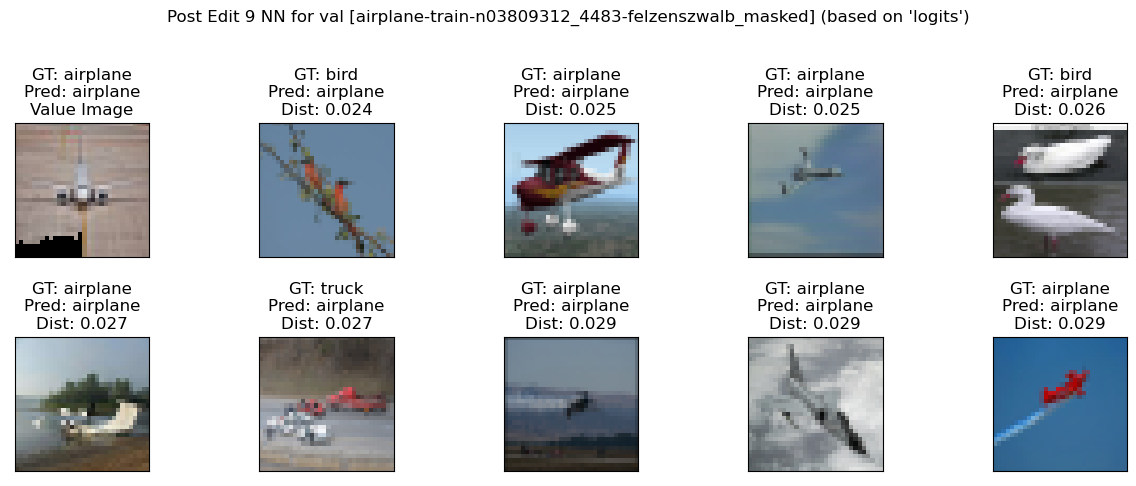 Post Edit 9 NN for val [airplane-train-n03809312_4483-felzenszwalb_masked] (based on 'logits')
GT: airplane
Pred: airplane
Value Image
GT: bird
Pred: airplane
Dist: 0.024
GT: airplane
Pred: airplane
Dist: 0.025
GT: airplane
Pred: airplane
Dist: 0.025
GT: bird
Pred: airplane
Dist: 0.026
GT: airplane
Pred: airplane
Dist: 0.027
GT: truck
Pred: airplane
Dist: 0.027
GT: airplane
Pred: airplane
Dist: 0.029
GT: airplane
Pred: airplane
Dist: 0.029
GT: airplane
Pred: airplane
Dist: 0.029